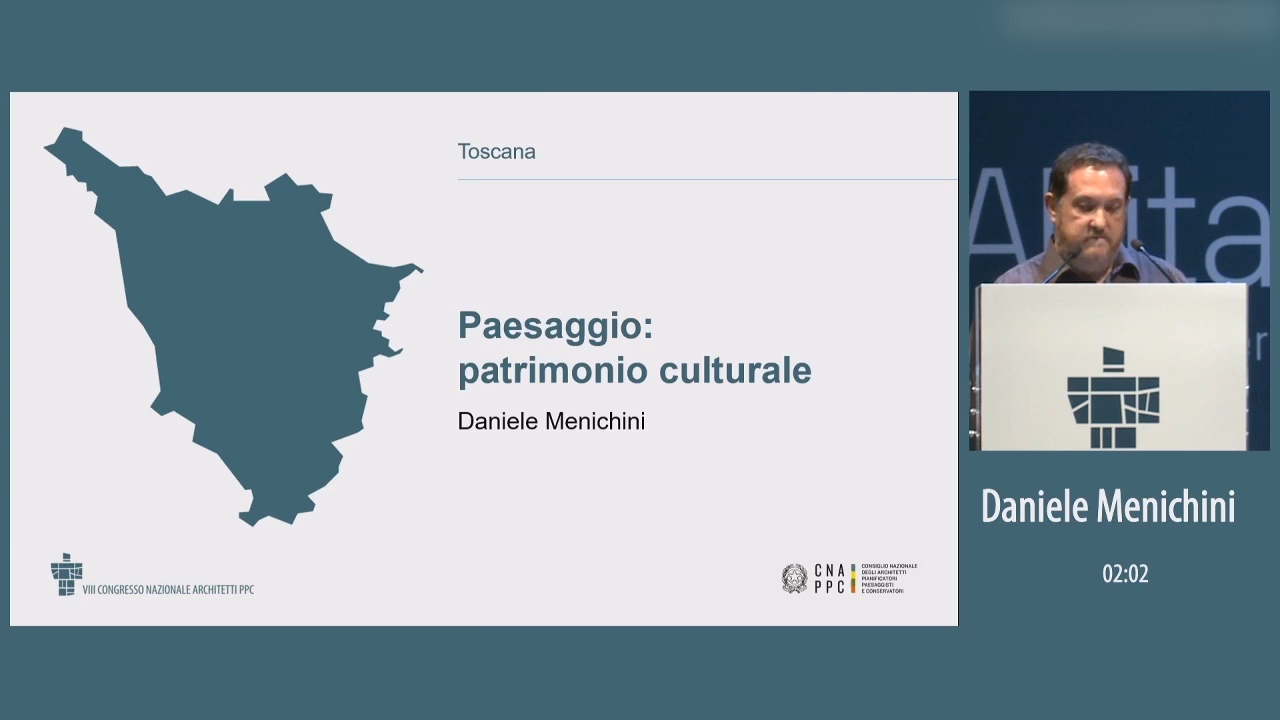 Toscana
Paesaggio:
patrimonio culturale
Daniele Menichini
VIII CONGRESSO NAZIONALE ARCHITETTI PPC
CNA
PPC
CONSIGLIO NAZIONALE
DEGLI ARCHITETTI
PIANIFICATORI
PAESAGGISTI
E CONSERVATORI
Daniele Menichini
02:02